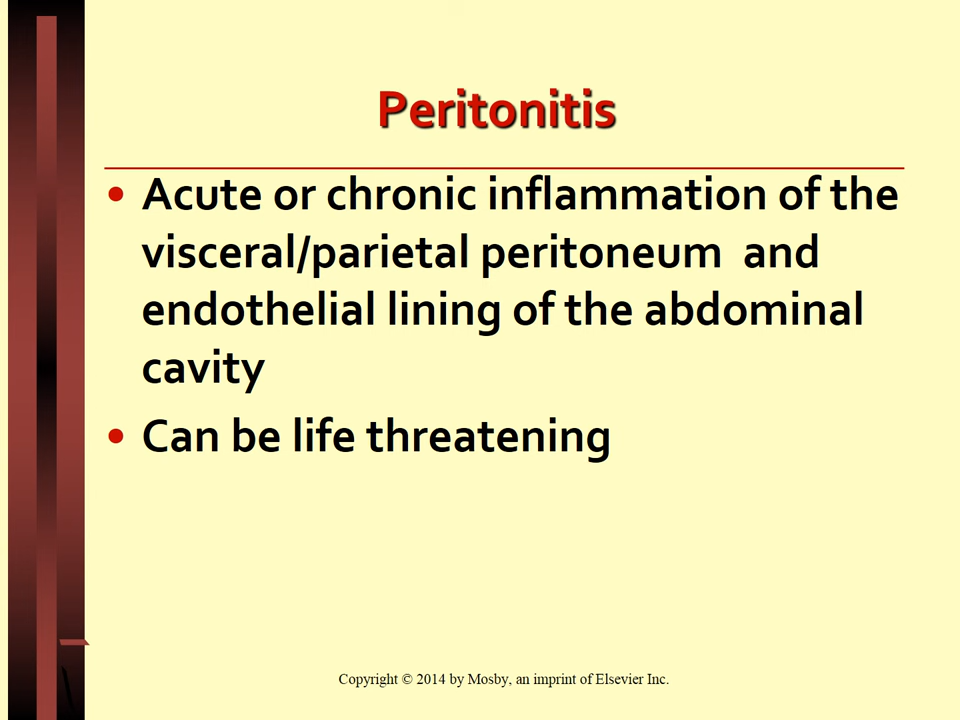 Peritonitis
• Acute or chronic inflammation of the
visceral/parietal peritoneum  and
endothelial lining of the abdominal
cavity
• Can be life threatening
Copyright © 2014 by Mosby, an imprint of Elsevier Inc.